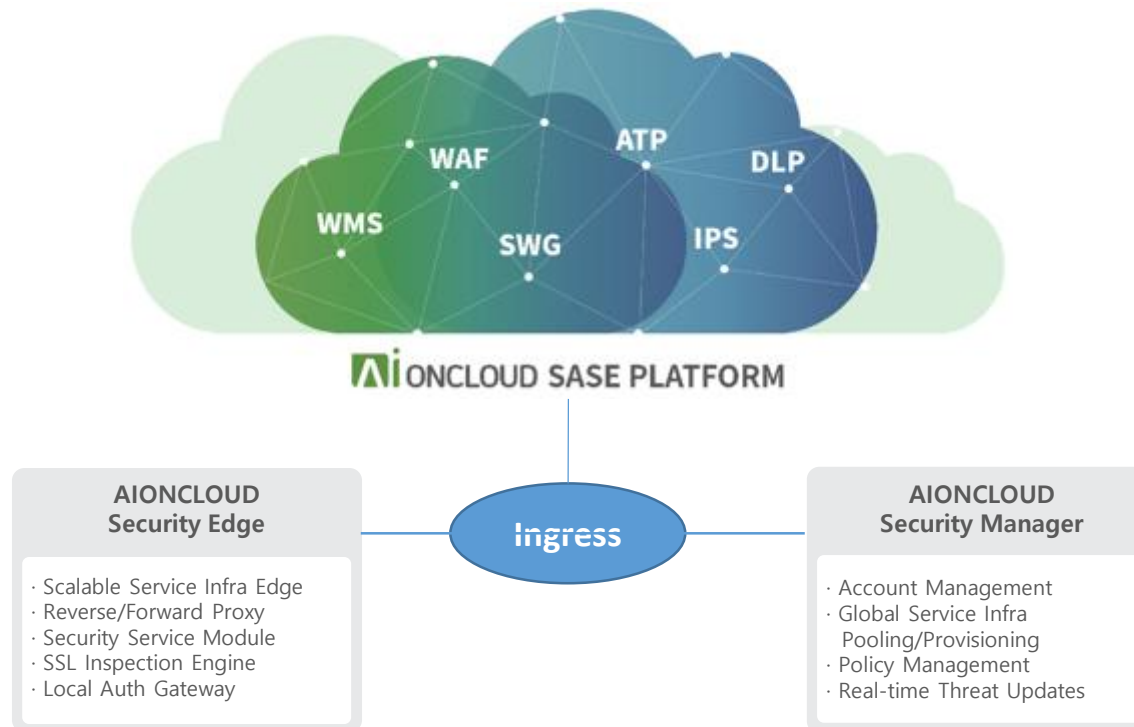 ATP
WAF
DLP
WMS
SWG
IPS
AiONCLOUD SASE PLATFORM
AIONCLOUD
Security Edge
· Scalable Service Infra Edge
· Reverse/Forward Proxy
· Security Service Module
· SSL Inspection Engine
· Local Auth Gateway
Ingress
AIONCLOUD
Security Manager
· Account Management
· Global Service Infra
Pooling/Provisioning
· Policy Management
· Real-time Threat Updates